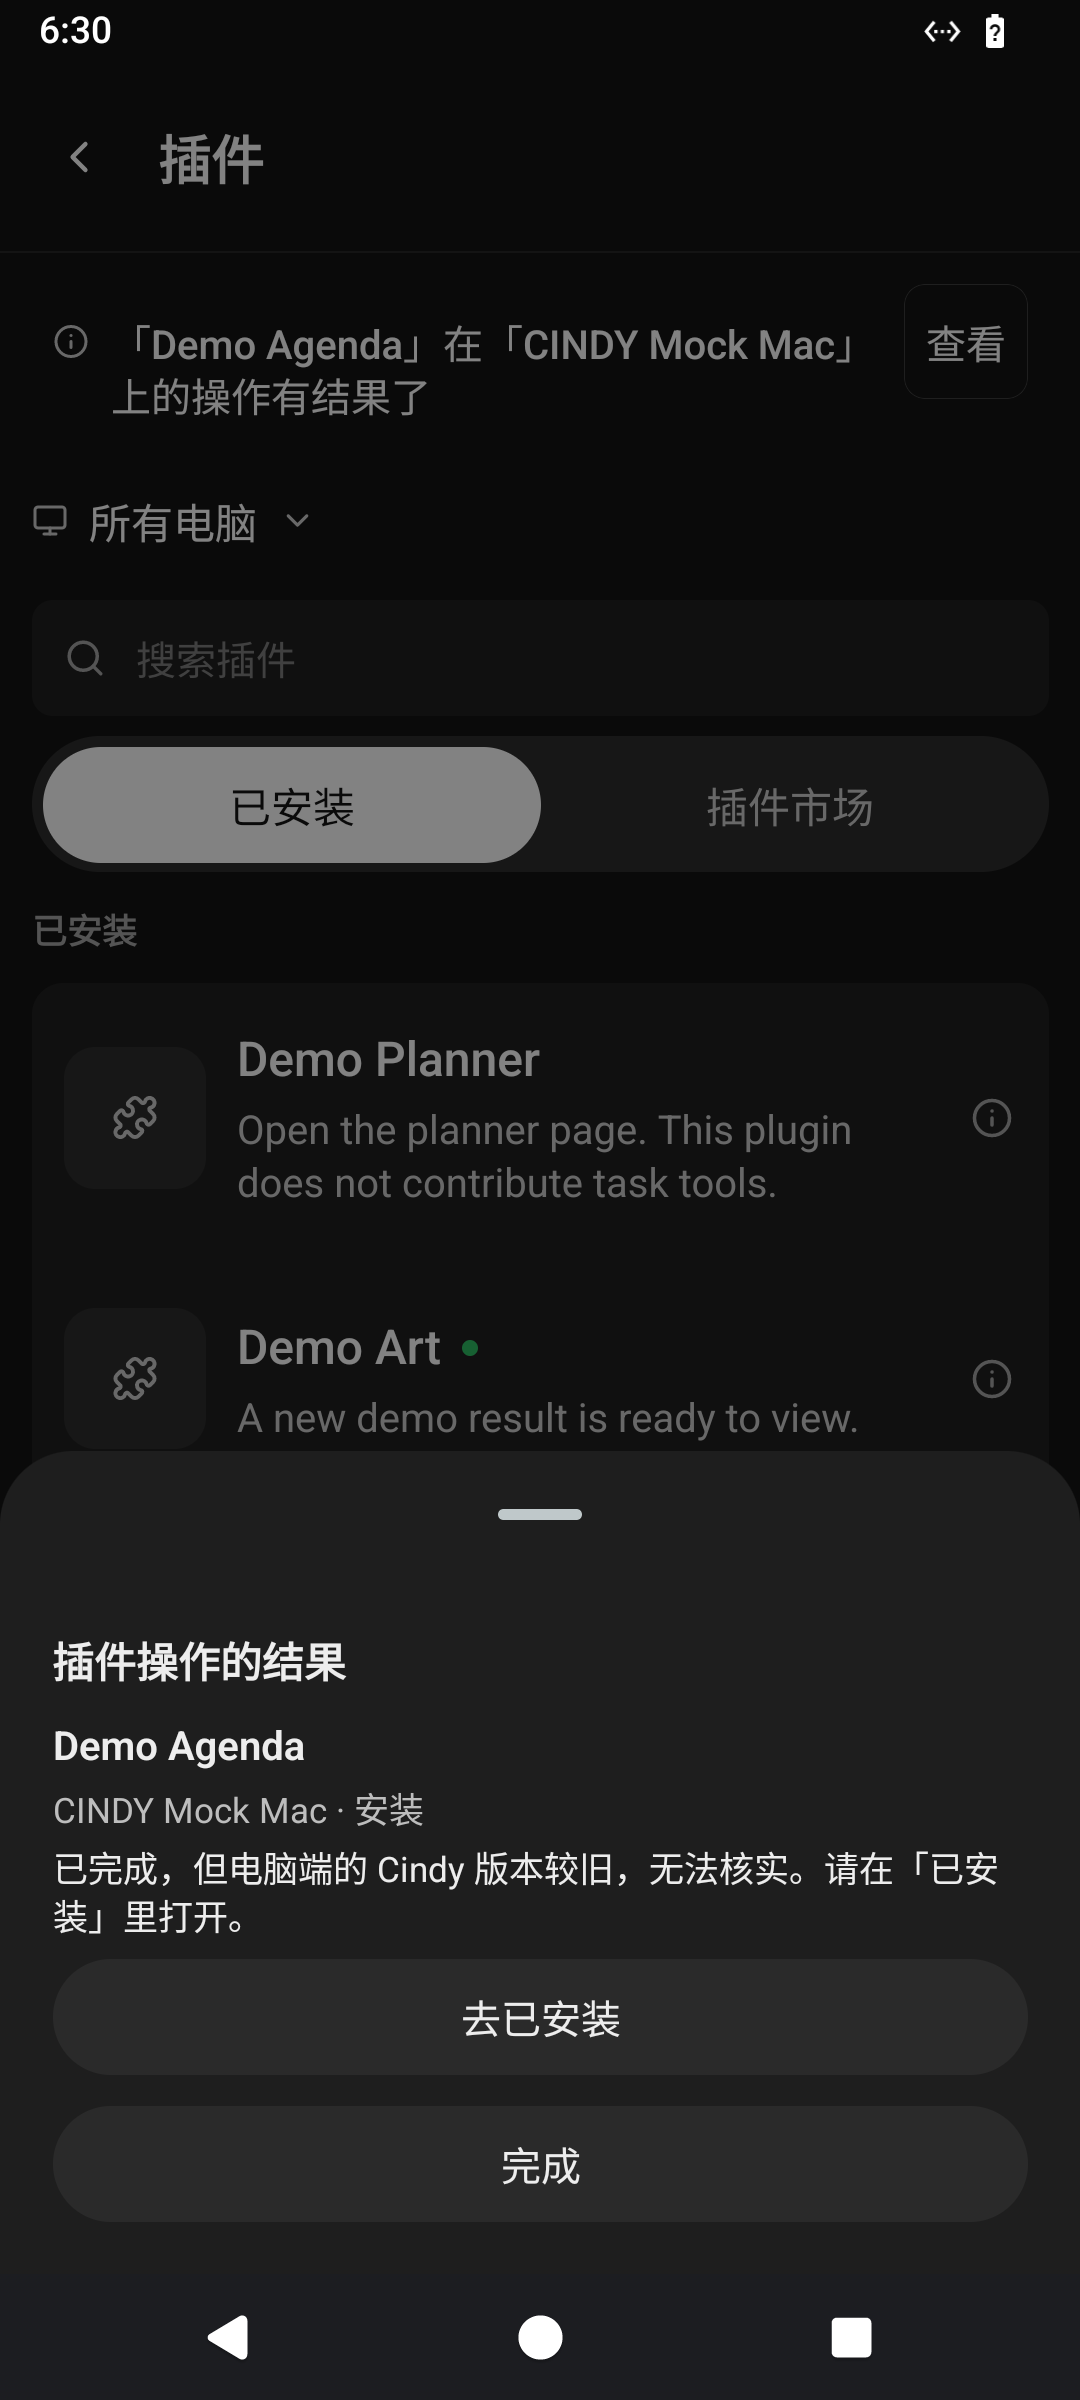 6:30
插件
「Demo Agenda」在「CINDY Mock Mac」
上的操作有结果了
查看
所有电脑
搜索插件
已安装
插件市场
已安装
Demo Planner
Open the planner page. This plugin
does not contribute task tools.
Demo Art
A new demo result is ready to view.
插件操作的结果
Demo Agenda
CINDY Mock Mac · 安装
已完成，但电脑端的 Cindy 版本较旧，无法核实。请在「已安
装」里打开。
去已安装
完成